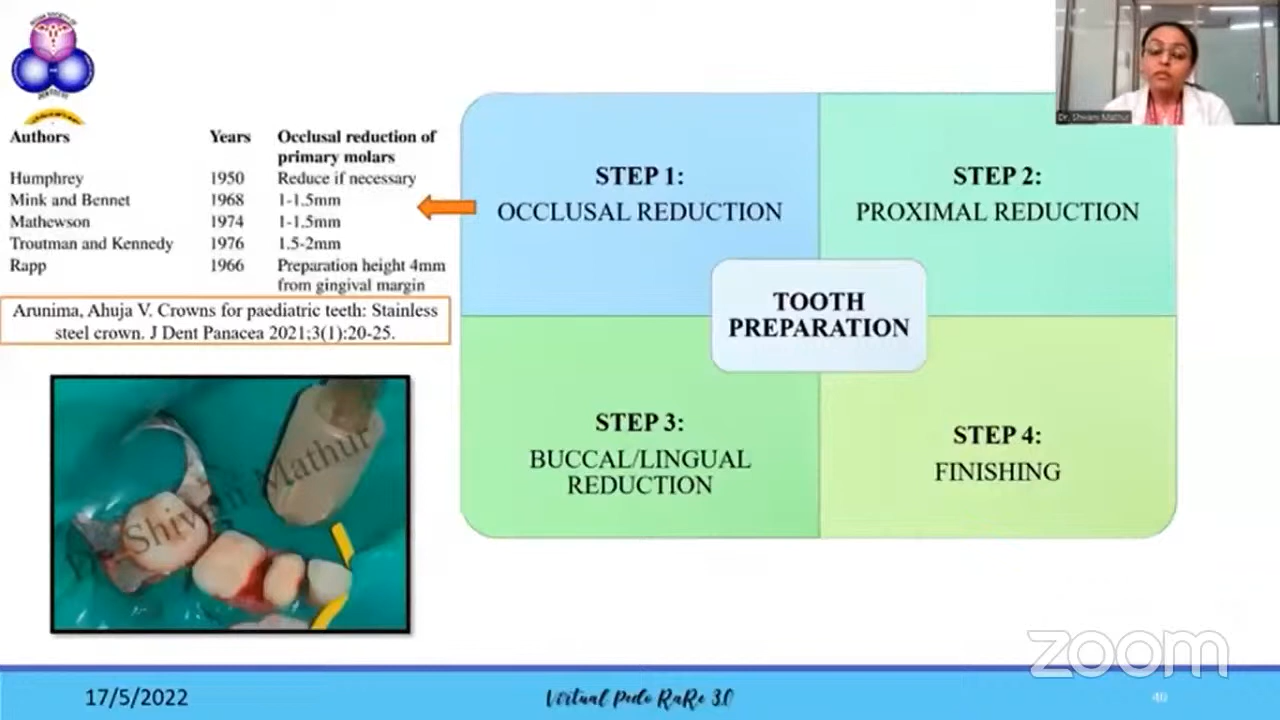 Authors Years Occlusal reduction of
primary molars
Humphrey 1950 Reduce if necessary
Mink and Bennet 1968 1-1.5mm
Mathewson 1974 1-1.5mm
Troutman and Kennedy 1976 1.5-2mm
Rapp 1966 Preparation height 4mm
from gingival margin
Arunima, Ahuja V. Crowns for paediatric teeth: Stainless
steel crown. J Dent Panacea 2021;3(1):20-25.
Shivani Mathur
STEP 1:
OCCLUSAL REDUCTION
STEP 2:
PROXIMAL REDUCTION
TOOTH
PREPARATION
STEP 3:
BUCCAL/LINGUAL
REDUCTION
STEP 4:
FINISHING
Dr. Shivani Mathur
zoom
17/5/2022
Virtual Pedo RaRe 3.0
40